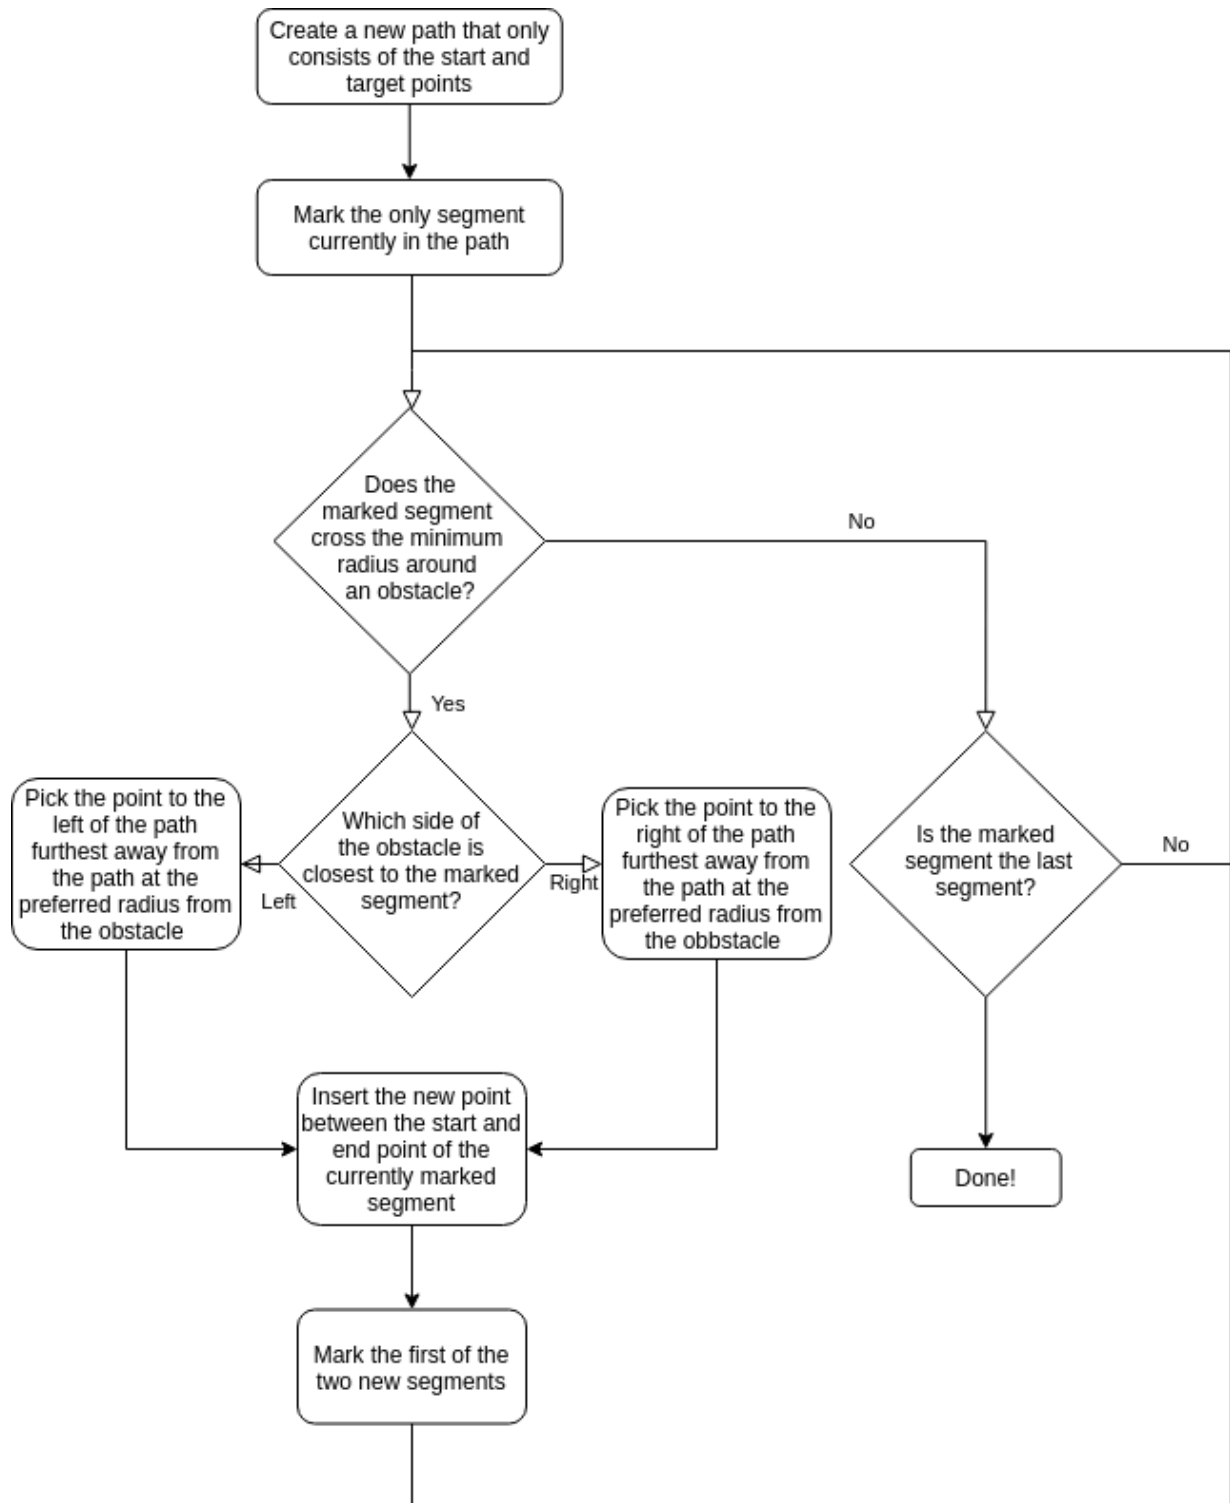 Create a new path that only
consists of the start and
target points
Mark the only segment
currently in the path
Does the
marked segment
cross the minimum
radius around
an obstacle?
No
Yes
Pick the point to the
left of the path
furthest away from
the path at the
preferred radius from
the obstacle
Left
Which side of
the obstacle is
closest to the marked
segment?
Right
Pick the point to the
right of the path
furthest away from
the path at the
preferred radius from
the obbstacle
Is the marked
segment the last
segment?
No
Insert the new point
between the start and
end point of the
currently marked
segment
Done!
Mark the first of the
two new segments